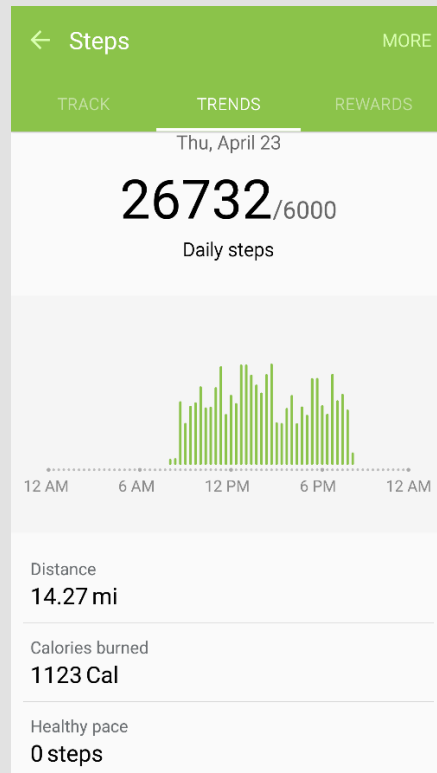 Steps MORE
TRACK TRENDS REWARDS
Thu, April 23
26732/6000
Daily steps
12 AM 6 AM 12 PM 6 PM 12 AM
Distance
14.27 mi
Calories burned
1123 Cal
Healthy pace
0 steps